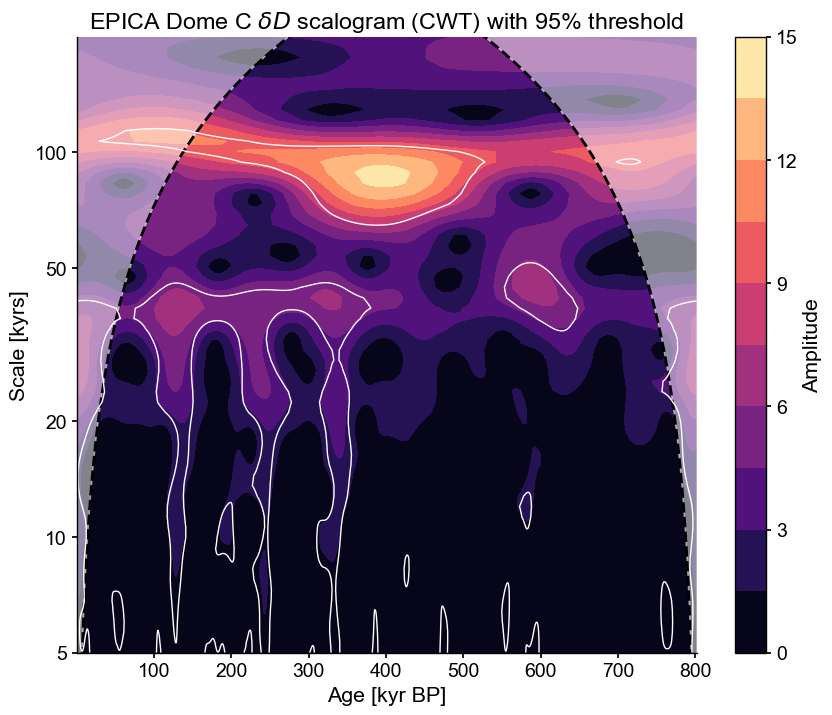 EPICA Dome C δD scalogram (CWT) with 95% threshold
Scale [kyrs]
100
50
20
10
5
100 200 300 400 500 600 700 800
Age [kyr BP]
15
12
9
6
3
0
Amplitude